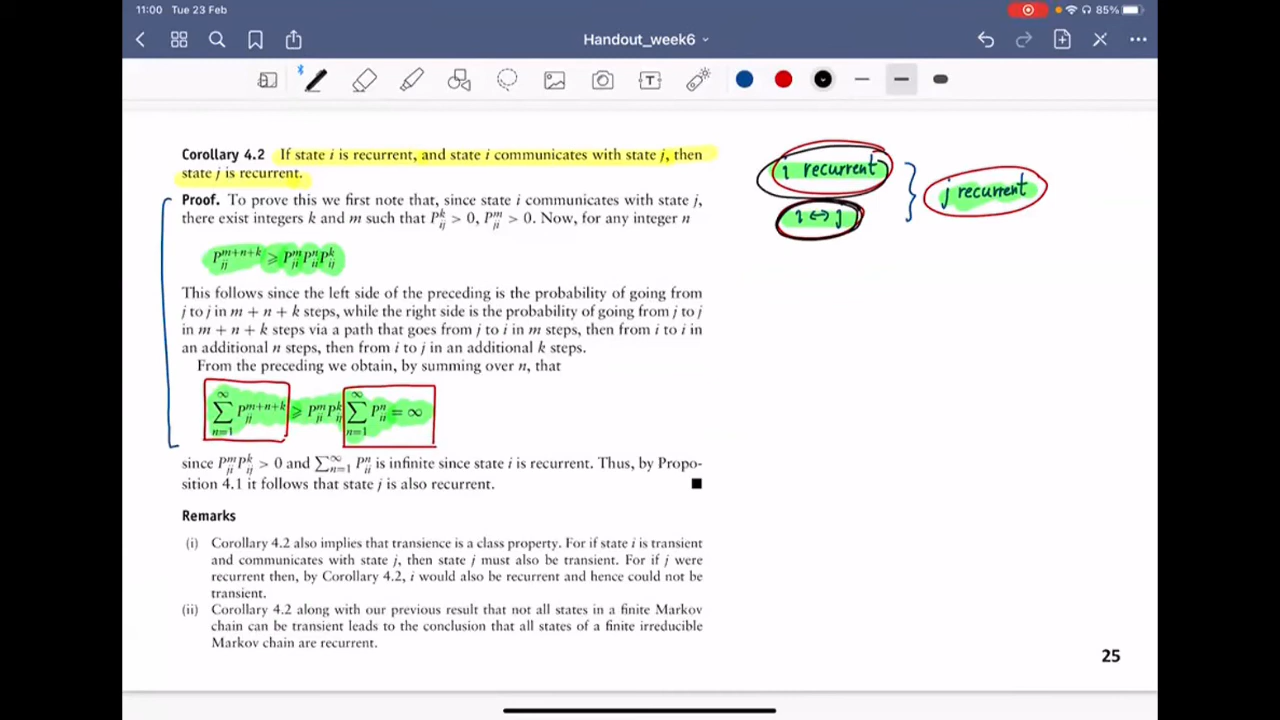 11:00 Tue 23 Feb
85%
Handout_week6
Corollary 4.2 If state i is recurrent, and state i communicates with state j, then
state j is recurrent.
Proof. To prove this we first note that, since state i communicates with state j,
there exist integers k and m such that P^k_ij > 0, P^m_ji > 0. Now, for any integer n
P^{m+n+k}_jj ⩾ P^m_ji P^n_ii P^k_ij
This follows since the left side of the preceding is the probability of going from
j to j in m + n + k steps, while the right side is the probability of going from j to j
in m + n + k steps via a path that goes from j to i in m steps, then from i to i in
an additional n steps, then from i to j in an additional k steps.
From the preceding we obtain, by summing over n, that
∑_{n=1}^∞ P^{m+n+k}_jj ⩾ P^m_ji P^k_ij ∑_{n=1}^∞ P^n_ii = ∞
since P^m_ji P^k_ij > 0 and ∑^∞_{n=1} P^n_ii is infinite since state i is recurrent. Thus, by Propo-
sition 4.1 it follows that state j is also recurrent. ■
Remarks
(i) Corollary 4.2 also implies that transience is a class property. For if state i is transient
and communicates with state j, then state j must also be transient. For if j were
recurrent then, by Corollary 4.2, i would also be recurrent and hence could not be
transient.
(ii) Corollary 4.2 along with our previous result that not all states in a finite Markov
chain can be transient leads to the conclusion that all states of a finite irreducible
Markov chain are recurrent.
i recurrent
i ↔ j
j recurrent
25